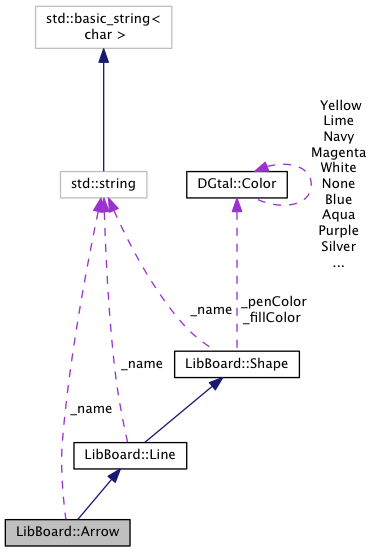 std::basic_string<
char >
Yellow
Lime
Navy
Magenta
White
None
Blue
Aqua
Purple
Silver
...
std::string
DGtal::Color
_name
_penColor
_fillColor
LibBoard::Shape
_name
_name
LibBoard::Line
LibBoard::Arrow